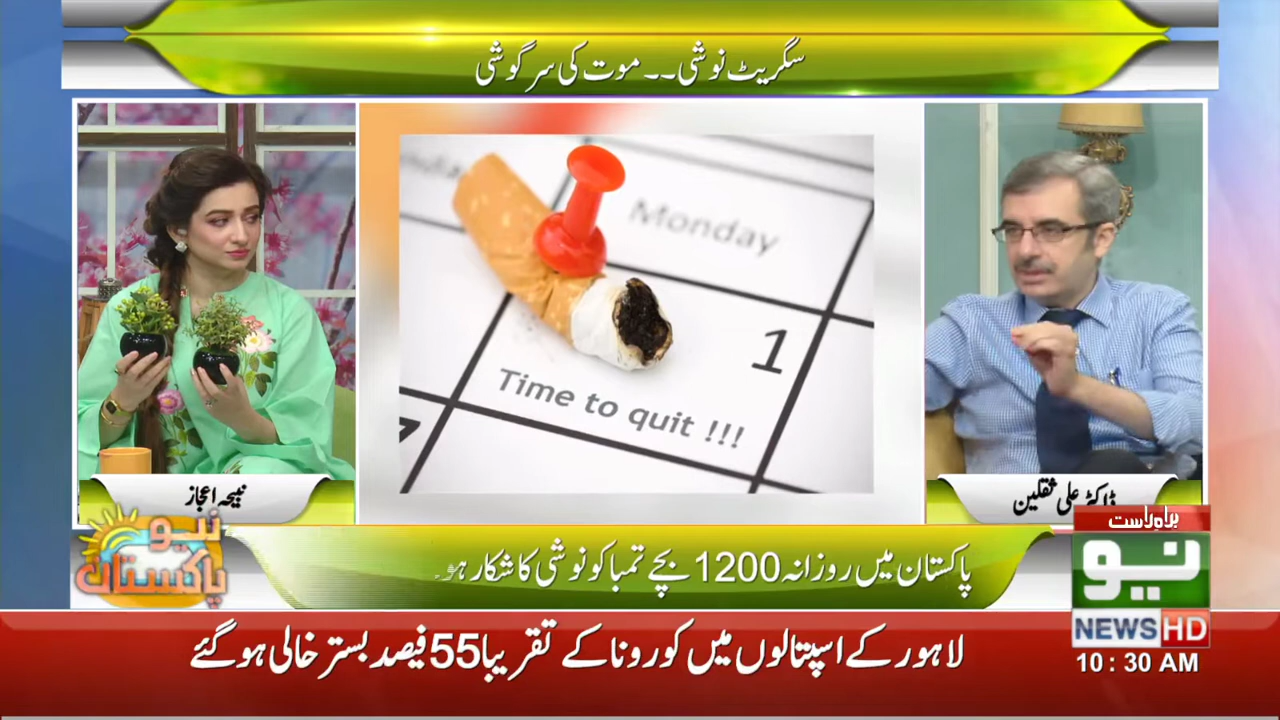 سگریٹ نوشی۔۔ موت کی سرگوشی
Monday
1
Time to quit !!!
7
نبیحہ اعجاز
ڈاکٹر علی ثقلین
براہ راست
نیو
پاکستان
پاکستان میں روزانہ 1200 بچے تمباکو نوشی کا شکار ہو
نیو
NEWS HD
لاہور کے اسپتالوں میں کورونا کے تقریبا 55 فیصد بستر خالی ہوگئے
10 : 30 AM